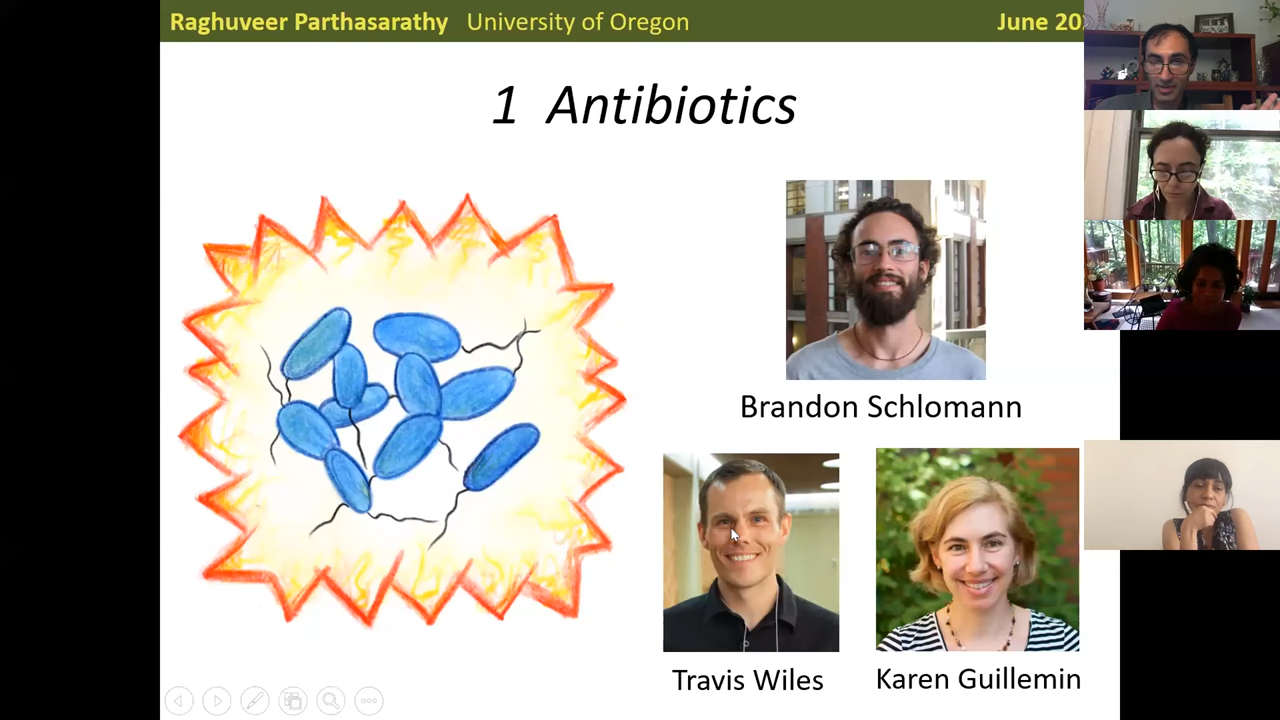 Raghuveer Parthasarathy University of Oregon June 20
1 Antibiotics
Brandon Schlomann
Travis Wiles Karen Guillemin